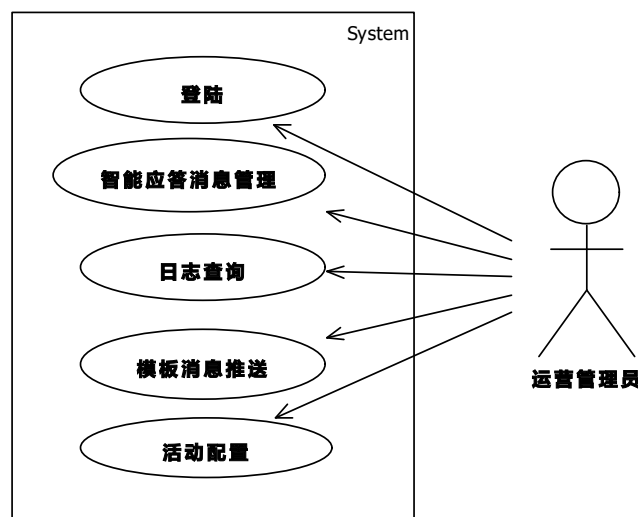 System
登陆
智能应答消息管理
日志查询
模板消息推送
活动配置
运营管理员